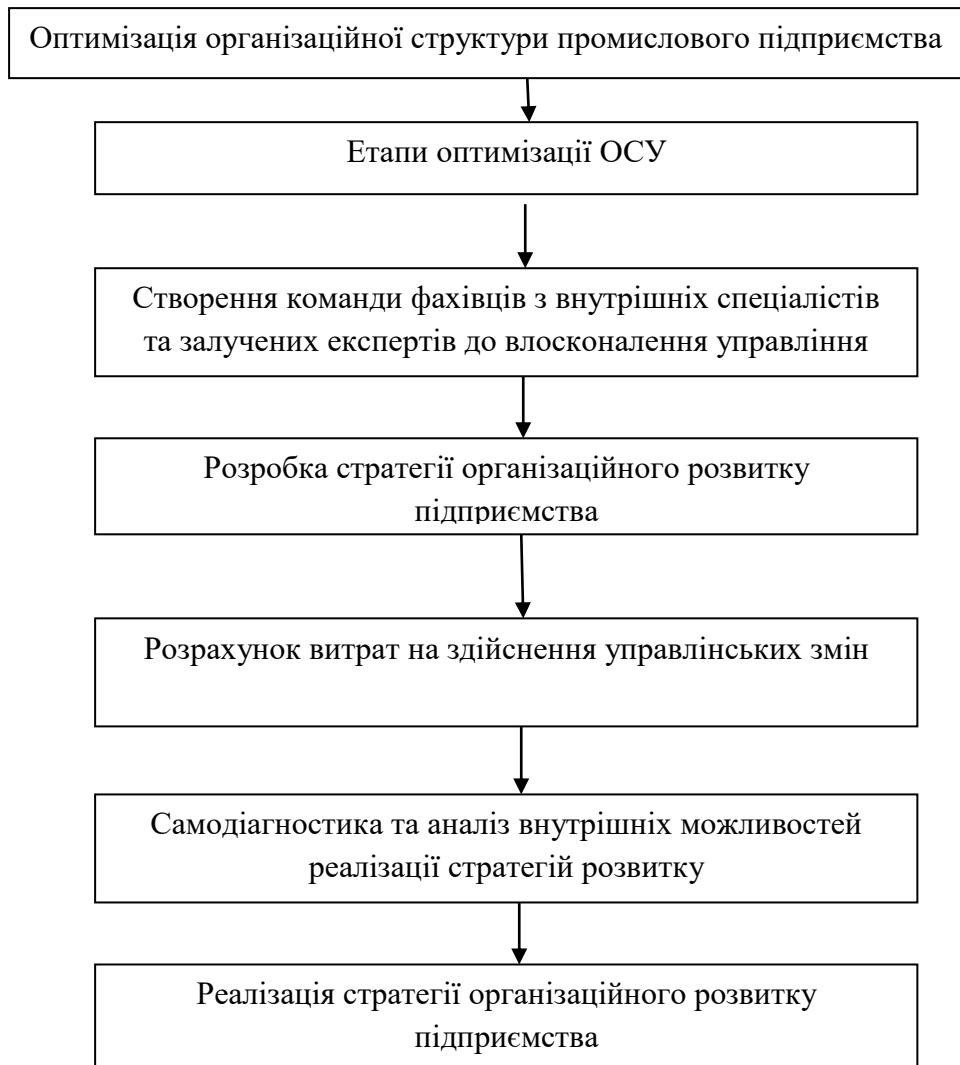 Оптимізація організаційної структури промислового підприємства
Етапи оптимізації ОСУ
Створення команди фахівців з внутрішніх спеціалістів
та залучених експертів до влосконалення управління
Розробка стратегії організаційного розвитку
підприємства
Розрахунок витрат на здійснення управлінських змін
Самодіагностика та аналіз внутрішніх можливостей
реалізації стратегій розвитку
Реалізація стратегії організаційного розвитку
підприємства